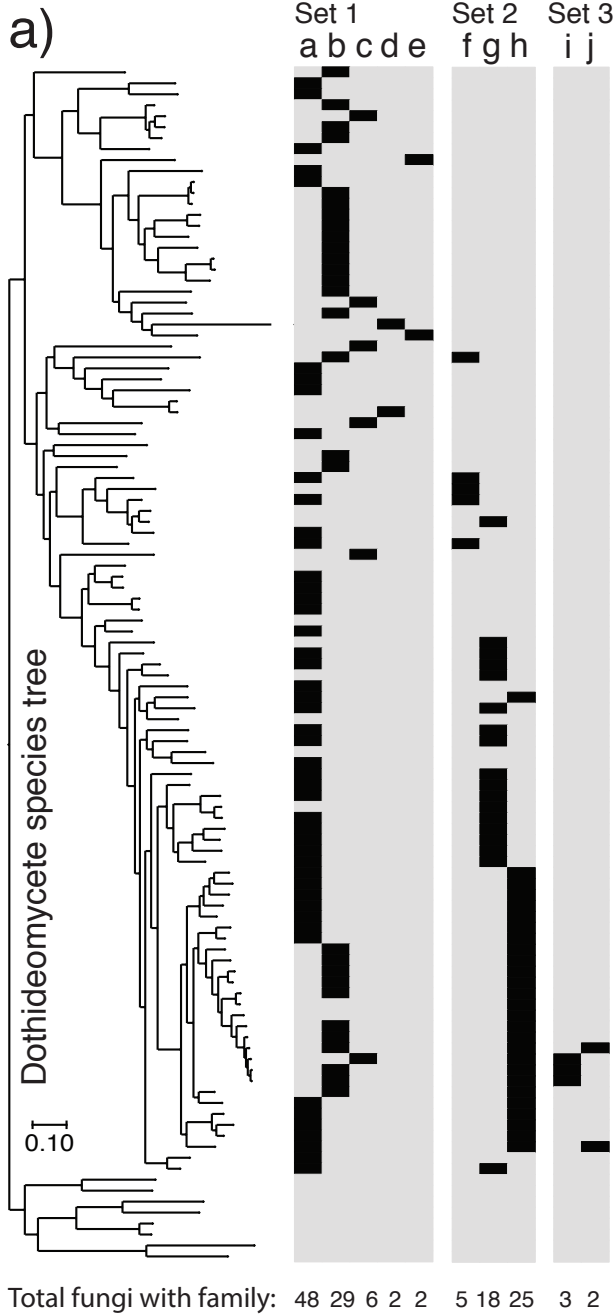 a)
Set 1 Set 2 Set 3
a b c d e f g h i j
Dothideomycete species tree
0.10
Total fungi with family: 48 29 6 2 2 5 18 25 3 2